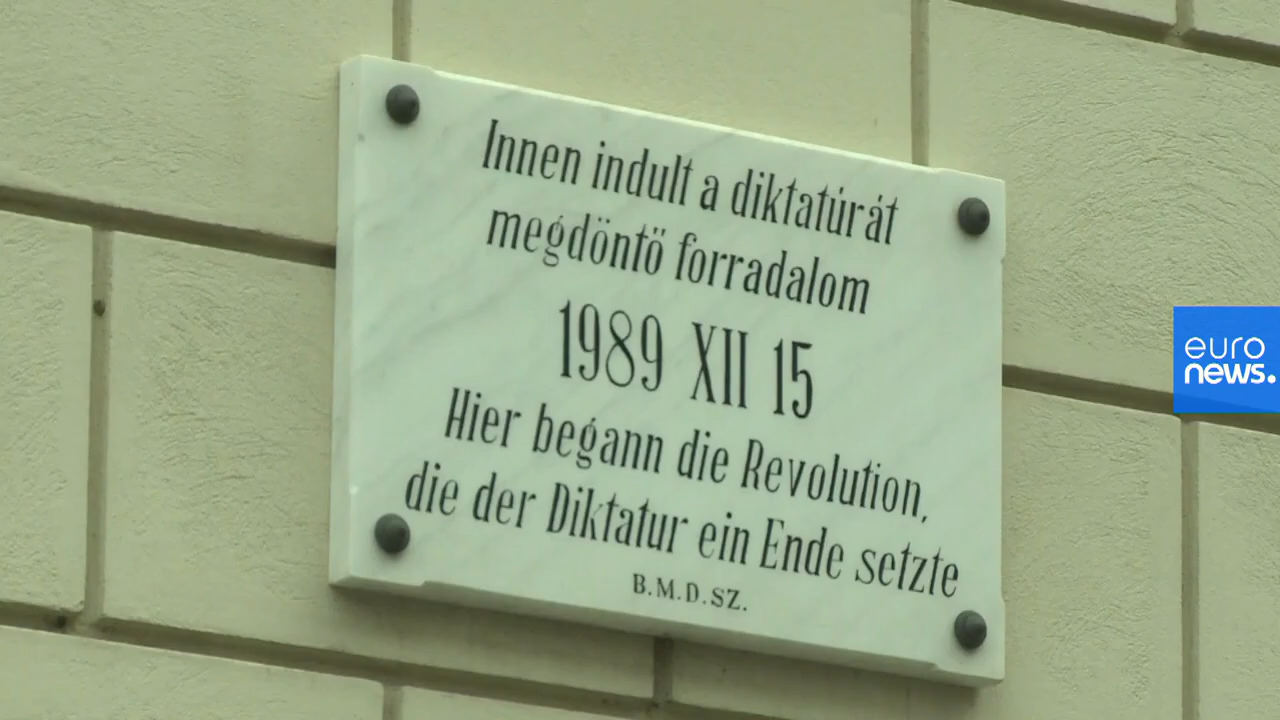 Innen indult a diktatúrát
megdöntö forradalom
1989 XII 15
Hier begann die Revolution,
die der Diktatur ein Ende setzte
B.M.D.SZ.
euro
news.